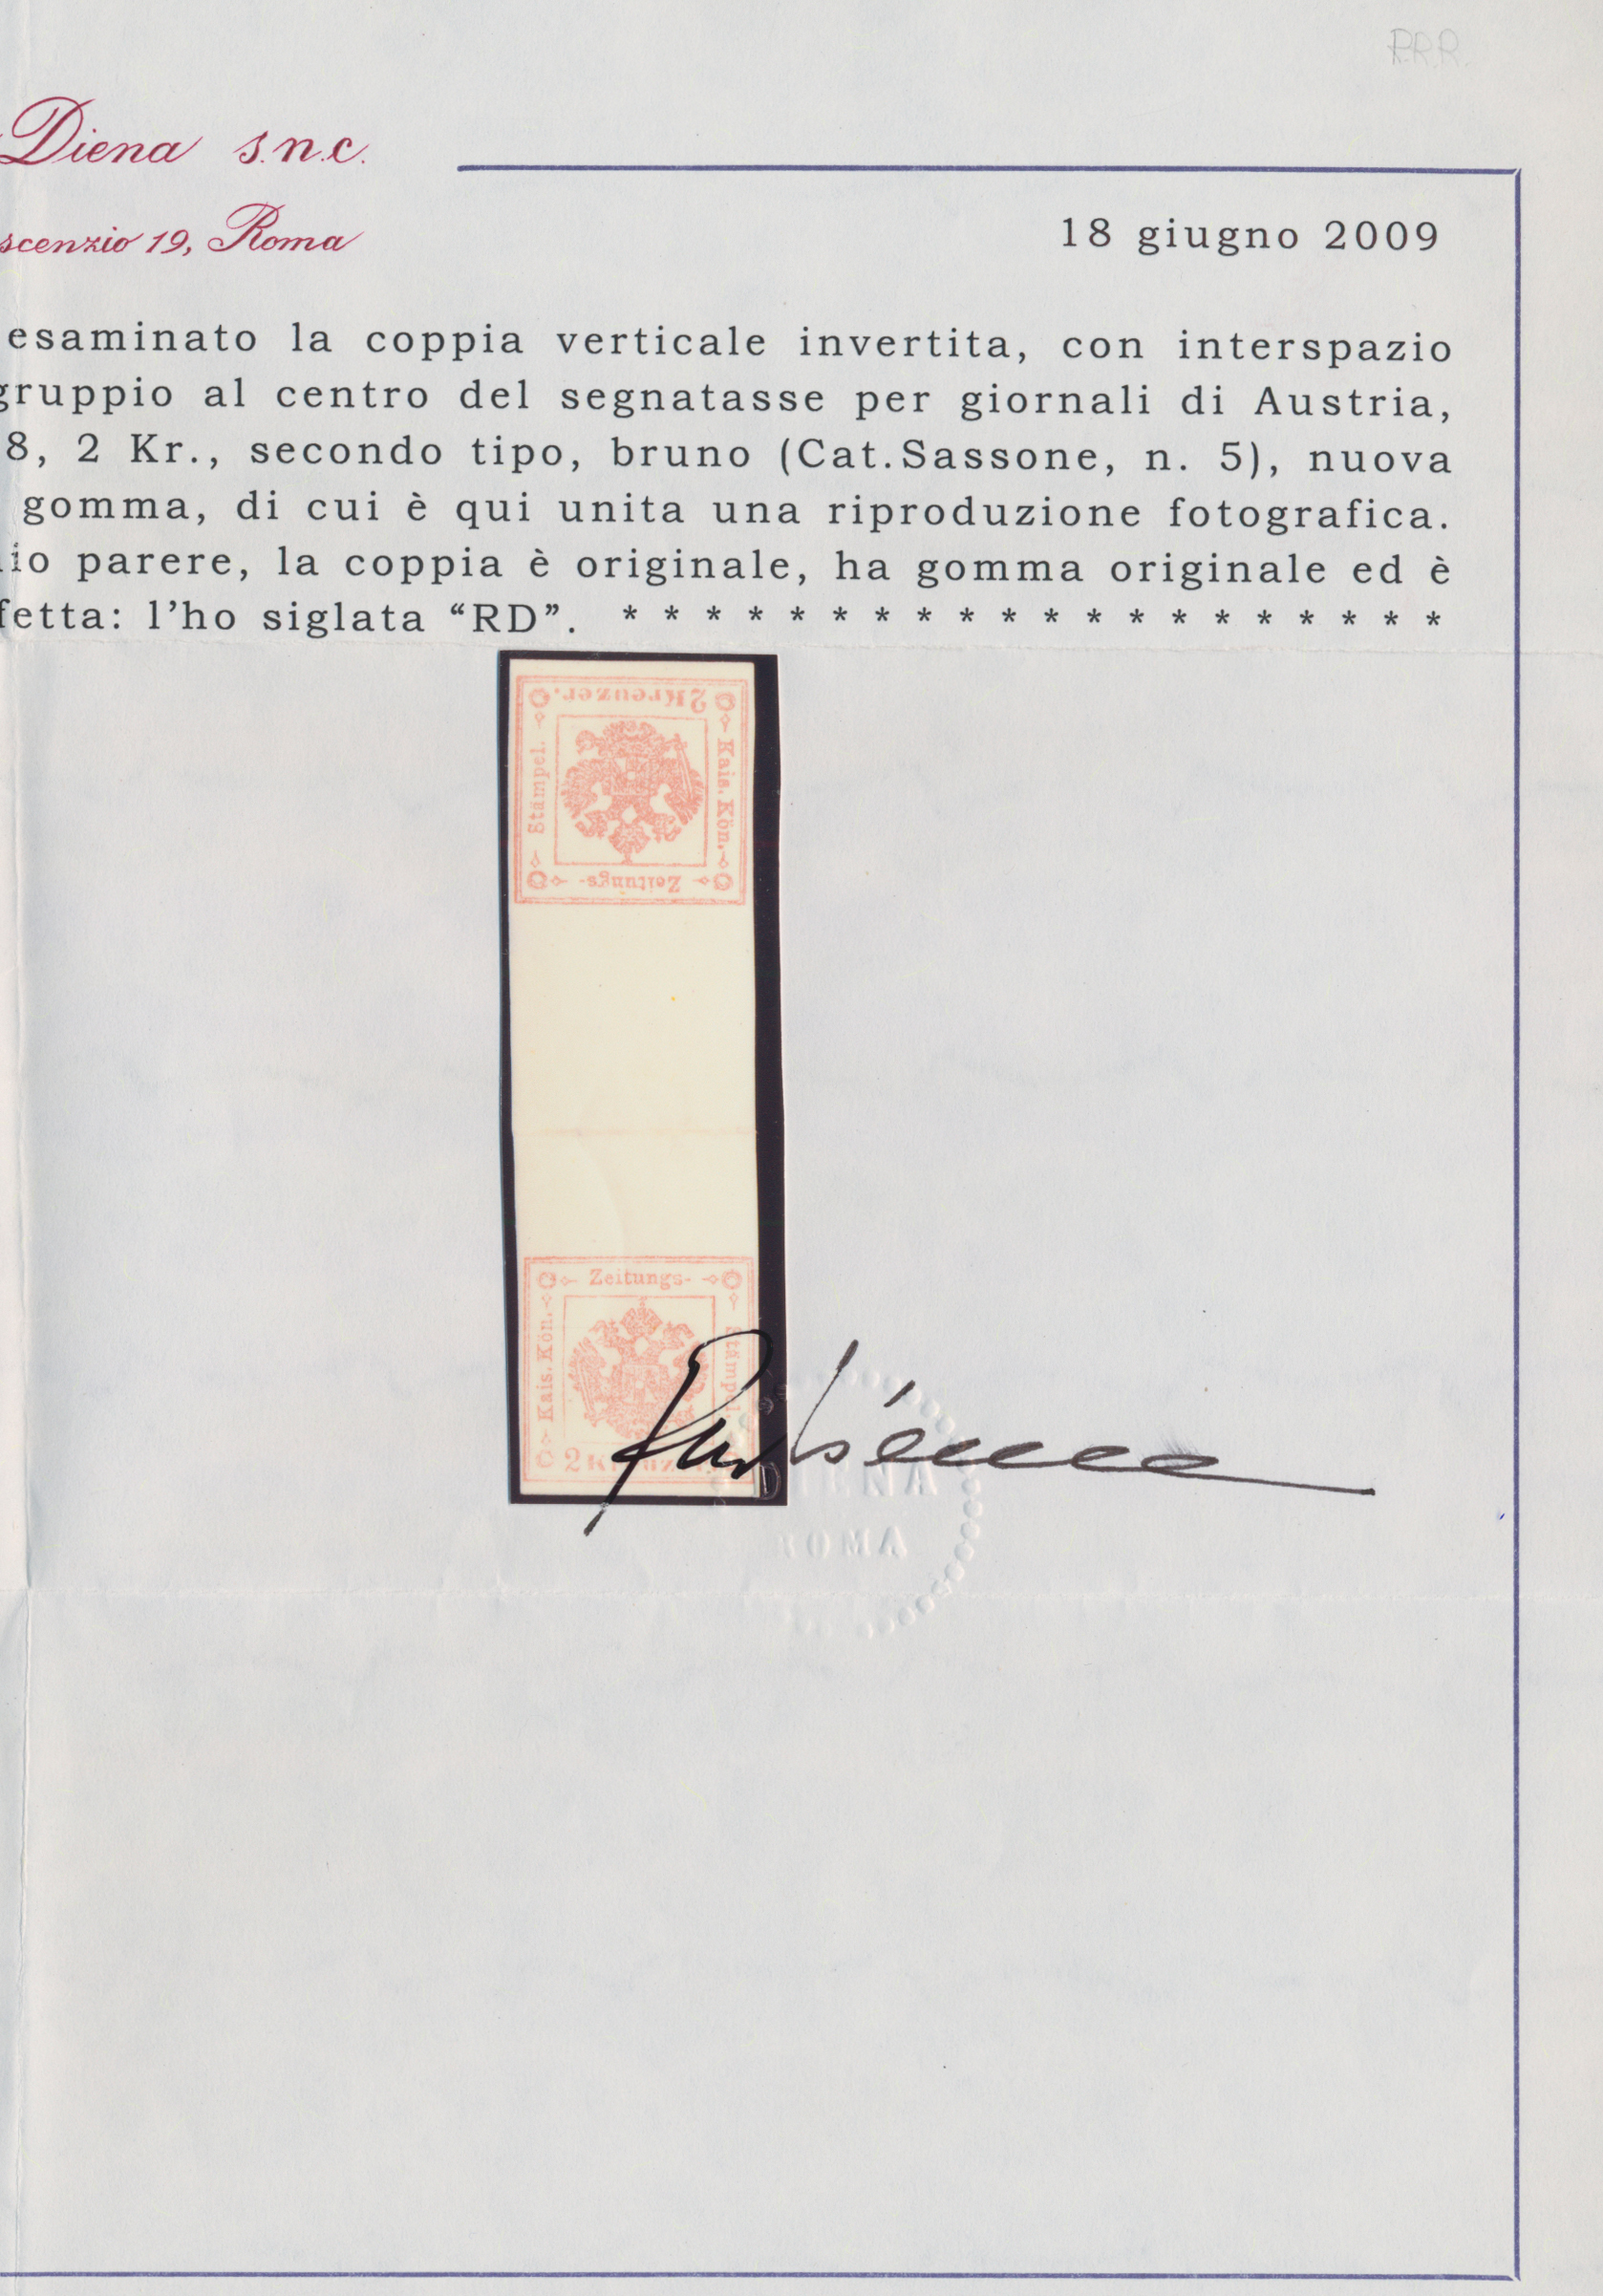 P.R.R.
Diena s.n.c.
scenzio 19, Roma
18 giugno 2009
esaminato la coppia verticale invertita, con interspazio
gruppio al centro del segnatasse per giornali di Austria,
8, 2 Kr., secondo tipo, bruno (Cat.Sassone, n. 5), nuova
gomma, di cui è qui unita una riproduzione fotografica.
io parere, la coppia è originale, ha gomma originale ed è
fetta: l'ho siglata “RD”. * * * * * * * * * * * * * * * * * * * *
2 Kreuzer.
Stämpel.
Kais. Kön.
Zeitungs-
Zeitungs-
Kais. Kön.
Stämpel
2 Kreuz
DIENA
ROMA